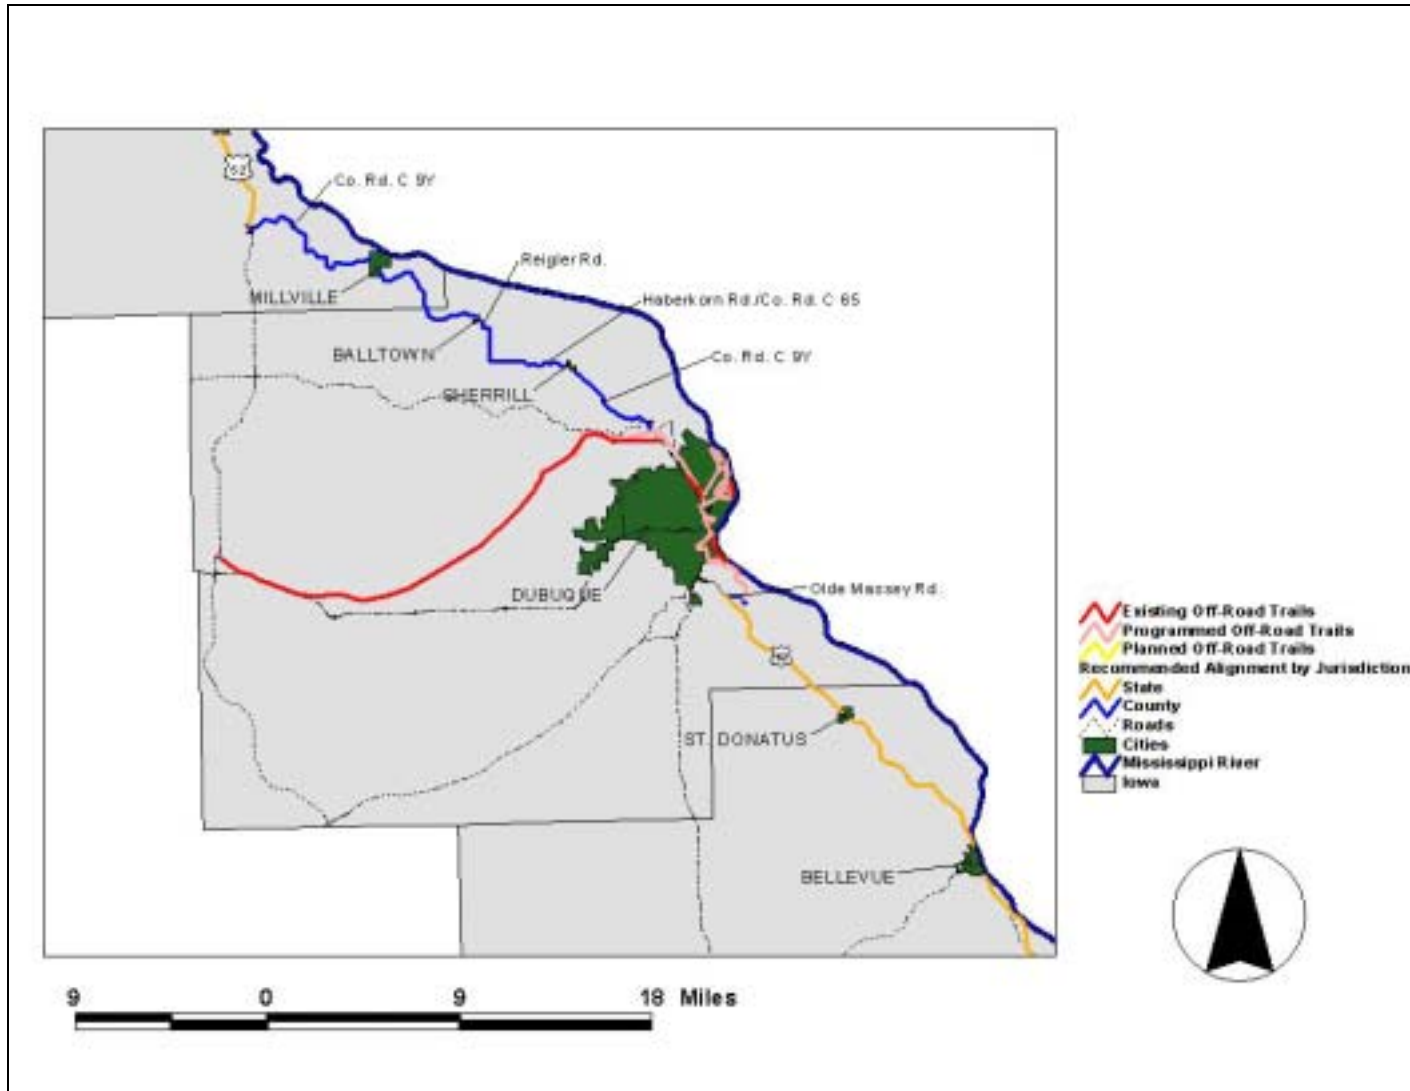 52
Co. Rd. C 9Y
Reigler Rd.
MILLVILLE
Haberkorn Rd./Co. Rd. C 65
BALLTOWN
Co. Rd. C 9Y
SHERRILL
DUBUQUE
Olde Massey Rd.
ST. DONATUS
BELLEVUE
Existing Off-Road Trails
Programmed Off-Road Trails
Planned Off-Road Trails
Recommended Alignment by Jurisdiction
State
County
Roads
Cities
Mississippi River
Iowa
9 0 9 18 Miles